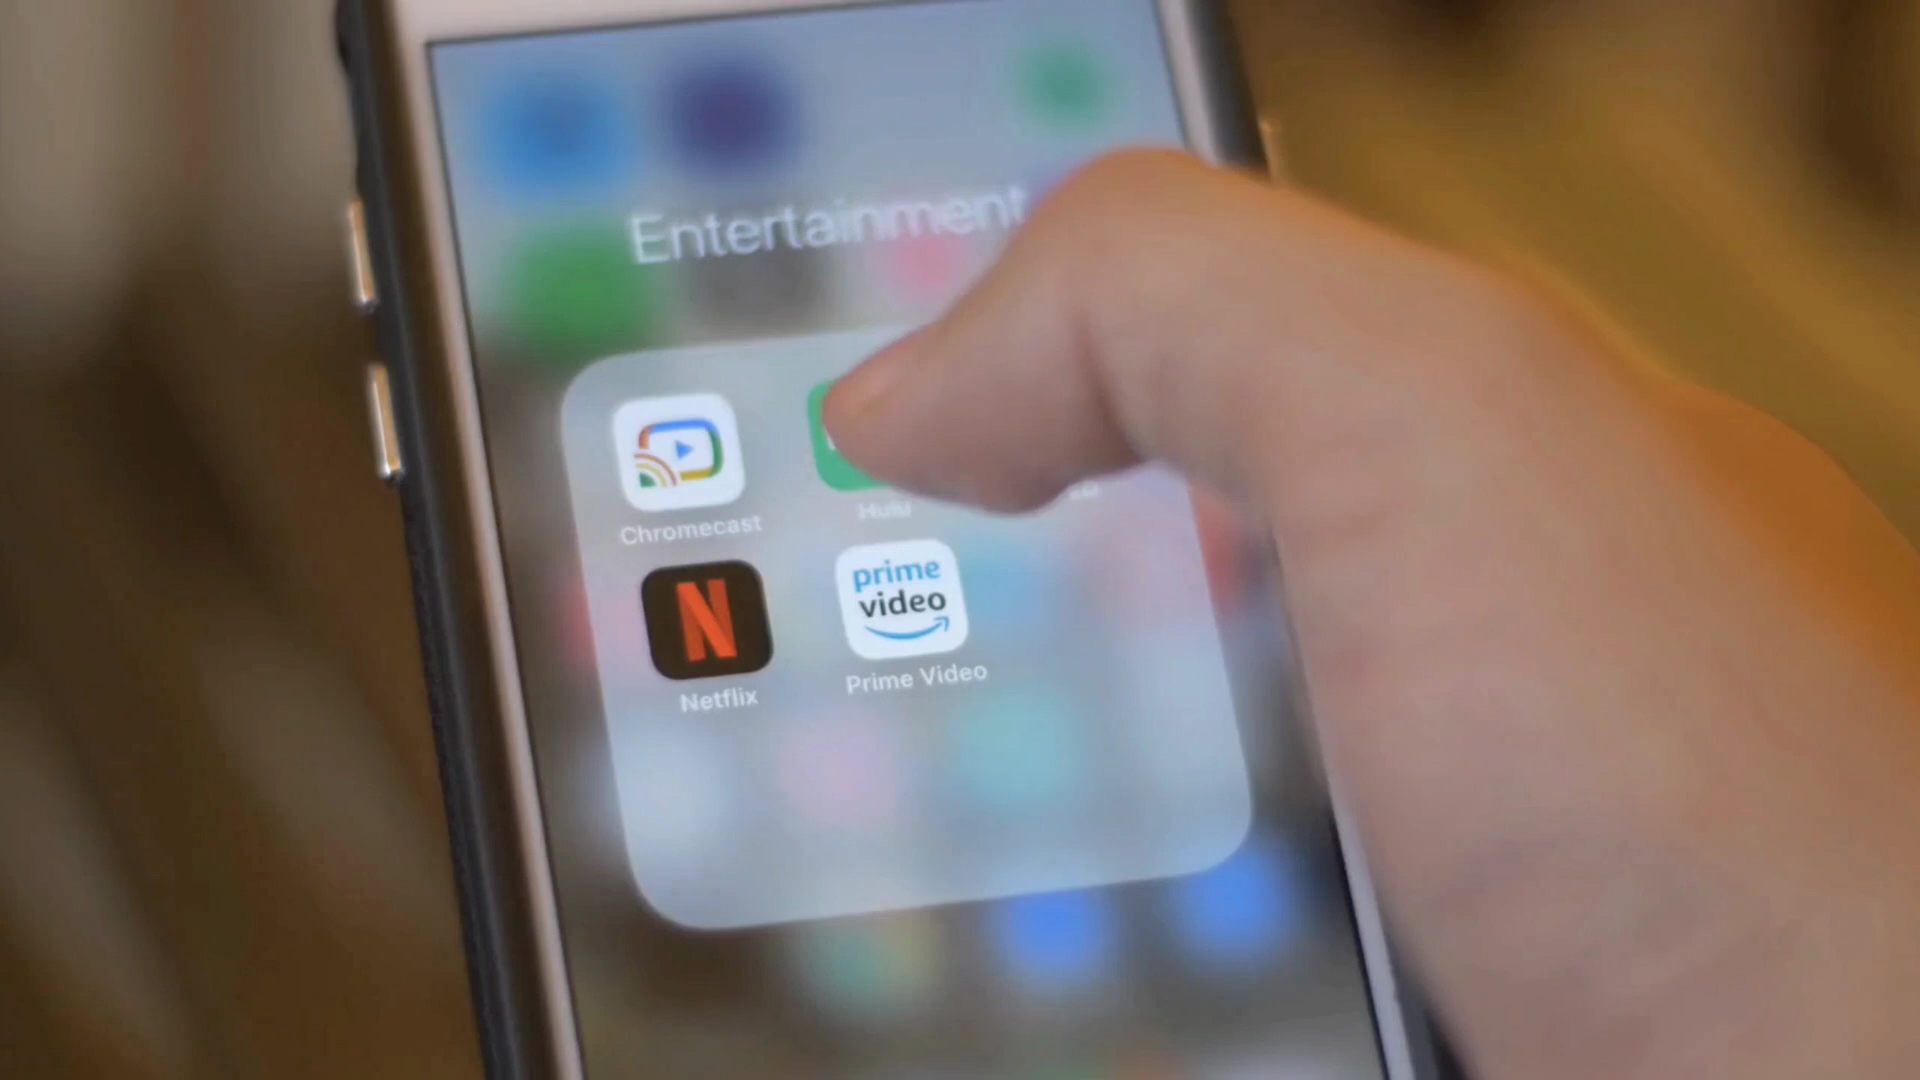 Entertainment
Chromecast
Hulu
N
prime
video
Netflix
Prime Video